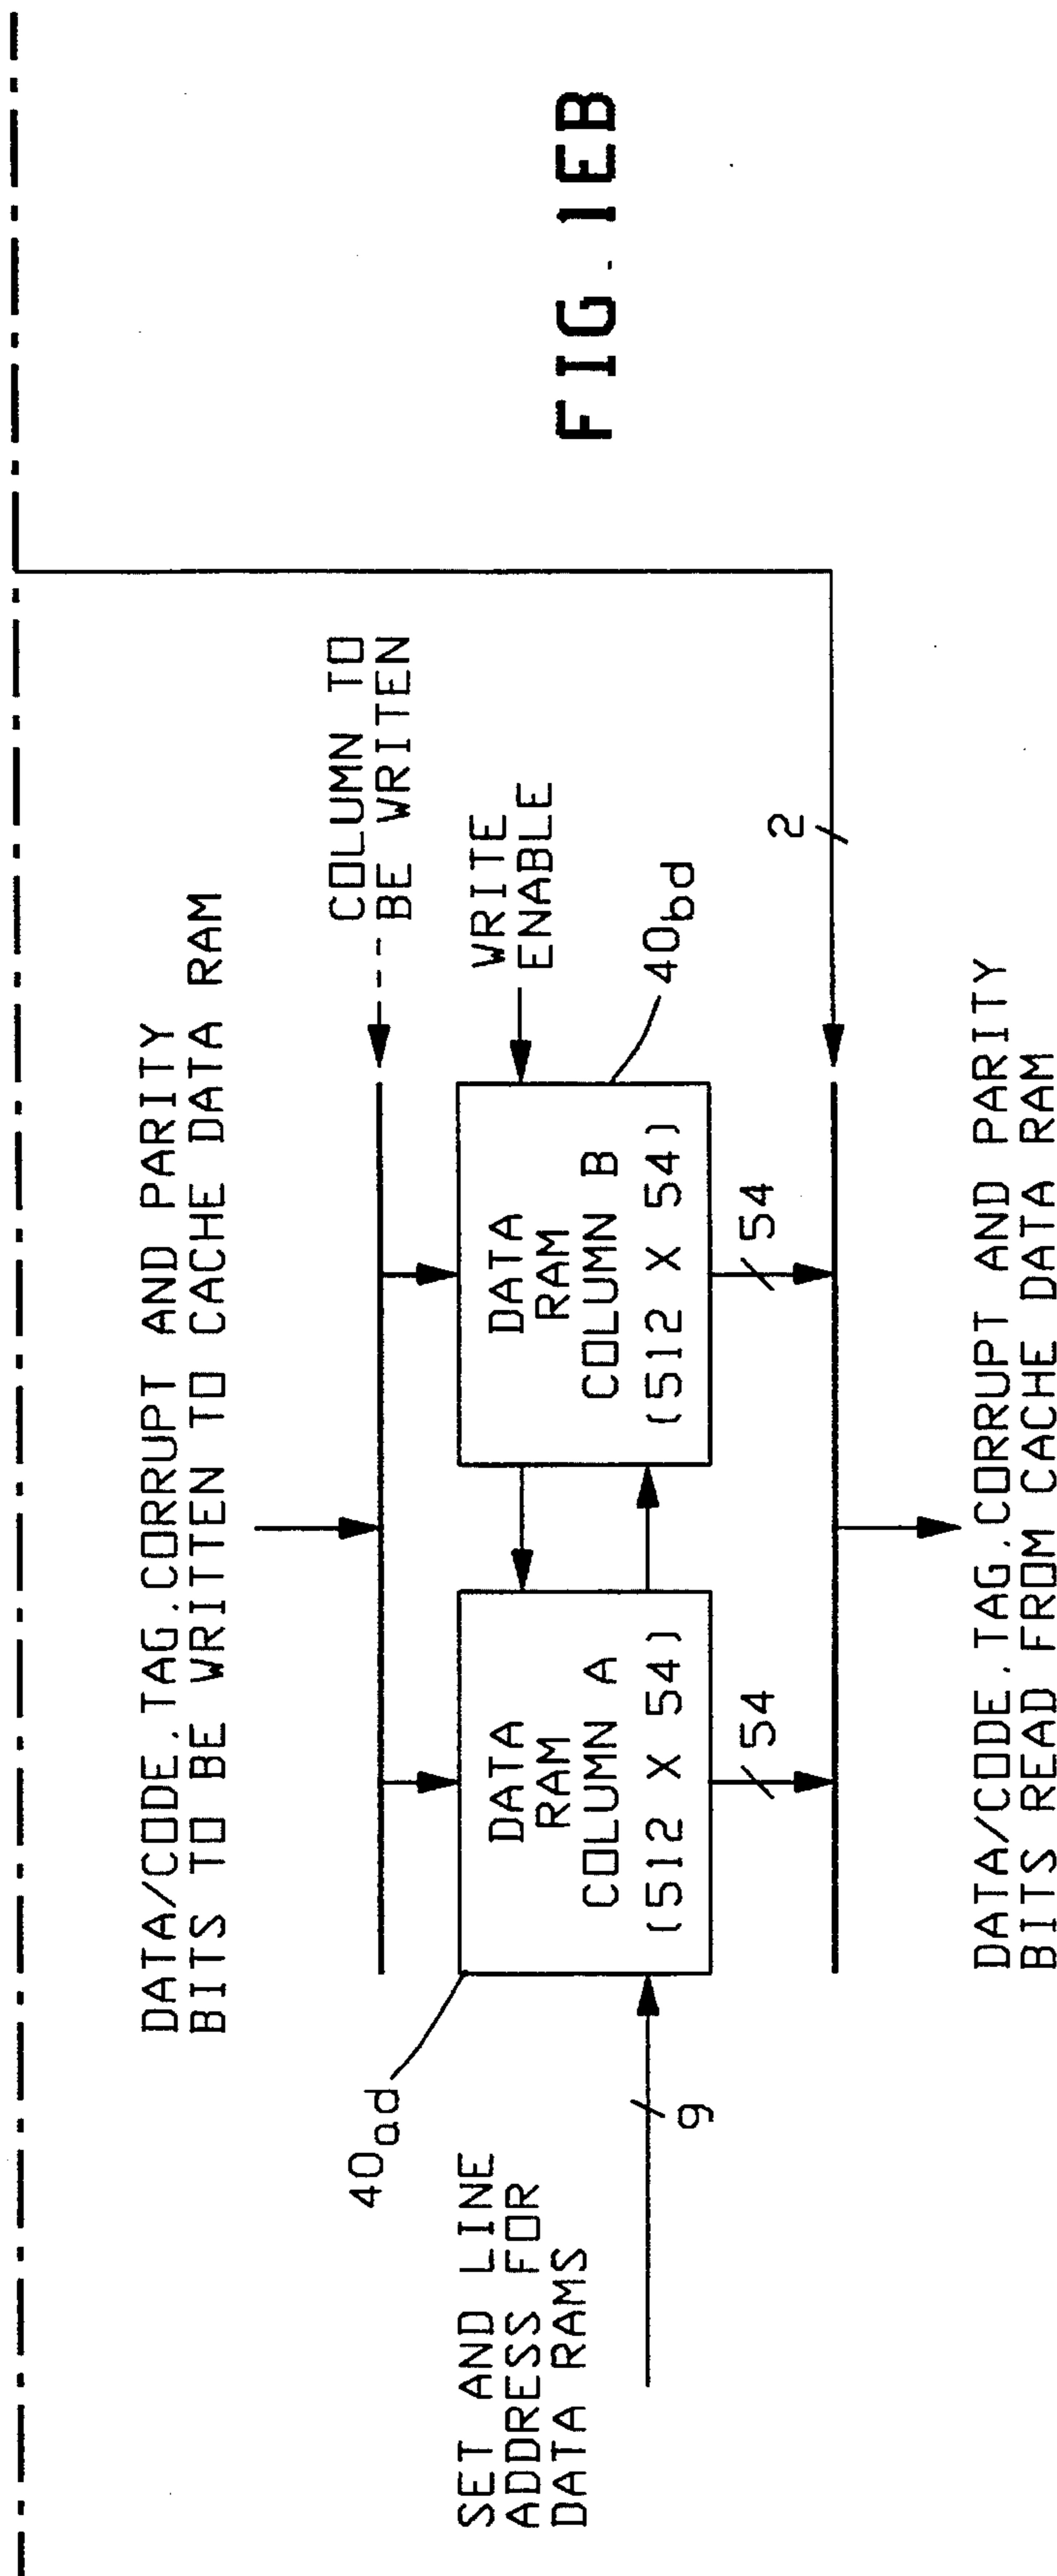 DATA/CODE,TAG,CORRUPT AND PARITY
BITS TO BE WRITTEN TO CACHE DATA RAM
COLUMN TO
BE WRITEN
40ad
SET AND LINE
ADDRESS FOR
DATA RAMS
9
DATA
RAM
COLUMN A
(512 X 54)
DATA
RAM
COLUMN B
(512 X 54)
WRITE
ENABLE
40bd
54
54
2
DATA/CODE,TAG,CORRUPT AND PARITY
BITS READ FROM CACHE DATA RAM
FIG. 1EB